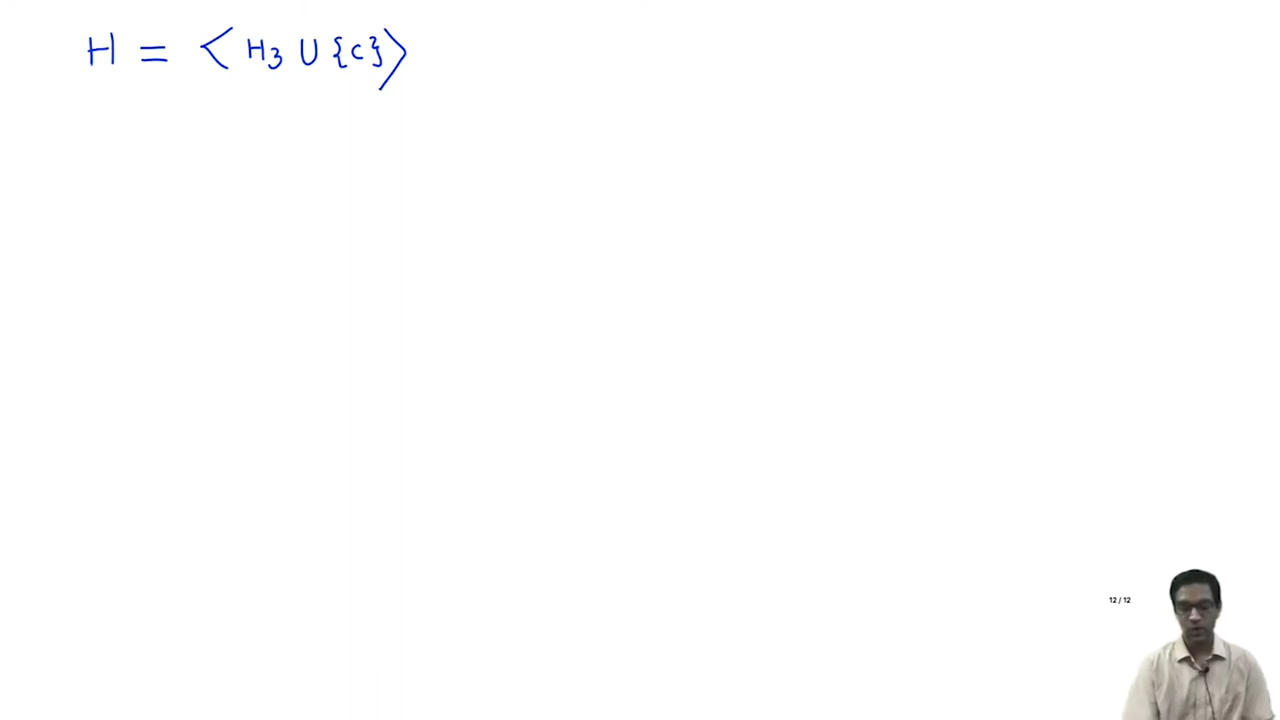 H = ⟨ H₃ ∪ {c} ⟩
12 / 12